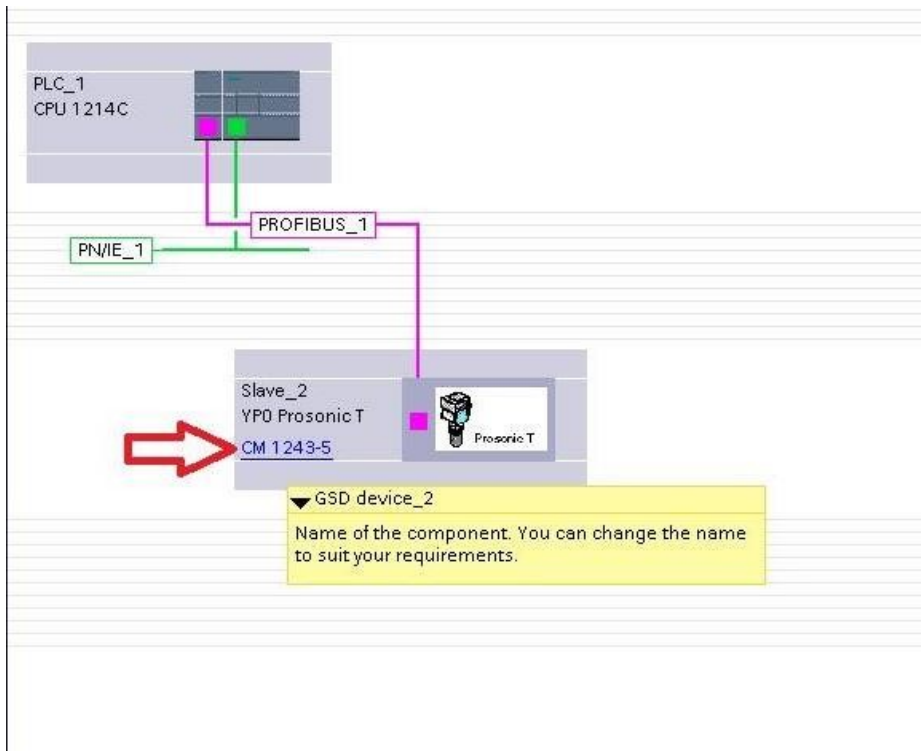 PLC_1
CPU 1214C
PROFIBUS_1
PN/IE_1
Slave_2
YP0 Prosonic T
CM 1243-5
Prosonic T
GSD device_2
Name of the component. You can change the name
to suit your requirements.